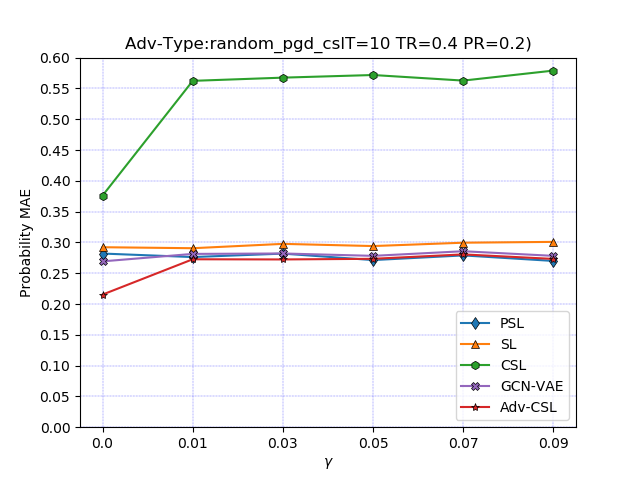 Adv-Type:random_pgd_cslT=10 TR=0.4 PR=0.2)
0.60
0.55
0.50
0.45
0.40
0.35
0.30
0.25
0.20
0.15
0.10
0.05
0.00
Probability MAE
0.0 0.01 0.03 0.05 0.07 0.09
γ
PSL
SL
CSL
GCN-VAE
Adv-CSL